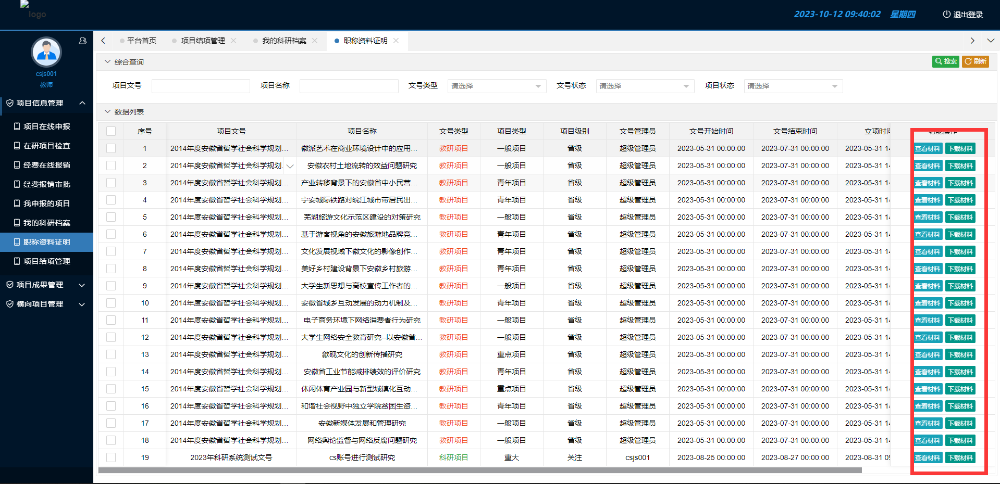 logo
2023-10-12 09:40:02 星期四 退出登录
csjs001
教师
项目信息管理
项目在线申报
在研项目检查
经费在线报销
经费报销审批
我申报的项目
我的科研档案
职称资料证明
项目结项管理
项目成果管理
横向项目管理
平台首页 项目结项管理 我的科研档案 职称资料证明
综合查询 搜索 刷新
项目文号 项目名称 文号类型 请选择 文号状态 请选择 项目状态 请选择
数据列表
序号 项目文号 项目名称 文号类型 项目类型 项目级别 文号管理员 文号开始时间 文号结束时间 立项时间 功能操作
1 2014年度安徽省哲学社会科学规划... 徽派艺术在商业环境设计中的应用... 教研项目 一般项目 省级 超级管理员 2023-05-31 00:00:00 2023-07-31 00:00:00 2023-05-31 14 查看材料 下载材料
2 2014年度安徽省哲学社会科学规划. 安徽农村土地流转的效益问题研究 教研项目 一般项目 省级 超级管理员 2023-05-31 00:00:00 2023-07-31 00:00:00 2023-05-31 14 查看材料 下载材料
3 2014年度安徽省哲学社会科学规划... 产业转移背景下的安徽省中小民营... 教研项目 青年项目 省级 超级管理员 2023-05-31 00:00:00 2023-07-31 00:00:00 2023-05-31 14 查看材料 下载材料
4 2014年度安徽省哲学社会科学规划... 宁安城际铁路对皖江城市带居民出... 教研项目 青年项目 省级 超级管理员 2023-05-31 00:00:00 2023-07-31 00:00:00 2023-05-31 14 查看材料 下载材料
5 2014年度安徽省哲学社会科学规划... 芜湖旅游文化示范区建设的对策研究 教研项目 一般项目 省级 超级管理员 2023-05-31 00:00:00 2023-07-31 00:00:00 2023-05-31 14 查看材料 下载材料
6 2014年度安徽省哲学社会科学规划... 基于游客视角的安徽旅游地品牌竞... 教研项目 青年项目 省级 超级管理员 2023-05-31 00:00:00 2023-07-31 00:00:00 2023-05-31 14 查看材料 下载材料
7 2014年度安徽省哲学社会科学规划... 文化发展视域下徽文化的影像创作... 教研项目 青年项目 省级 超级管理员 2023-05-31 00:00:00 2023-07-31 00:00:00 2023-05-31 14 查看材料 下载材料
8 2014年度安徽省哲学社会科学规划... 美好乡村建设背景下安徽乡村旅游... 教研项目 青年项目 省级 超级管理员 2023-05-31 00:00:00 2023-07-31 00:00:00 2023-05-31 14 查看材料 下载材料
9 2014年度安徽省哲学社会科学规划... 大学生新思想与高校宣传工作者的... 教研项目 一般项目 省级 超级管理员 2023-05-31 00:00:00 2023-07-31 00:00:00 2023-05-31 14 查看材料 下载材料
10 2014年度安徽省哲学社会科学规划... 安徽省城乡互动发展的动力机制及... 教研项目 青年项目 省级 超级管理员 2023-05-31 00:00:00 2023-07-31 00:00:00 2023-05-31 14 查看材料 下载材料
11 2014年度安徽省哲学社会科学规划... 电子商务环境下网络消费者行为研究 教研项目 一般项目 省级 超级管理员 2023-05-31 00:00:00 2023-07-31 00:00:00 2023-05-31 14 查看材料 下载材料
12 2014年度安徽省哲学社会科学规划... 大学生网络安全教育研究--以安徽省... 教研项目 一般项目 省级 超级管理员 2023-05-31 00:00:00 2023-07-31 00:00:00 2023-05-31 14 查看材料 下载材料
13 2014年度安徽省哲学社会科学规划... 歙砚文化的创新传播研究 教研项目 重点项目 省级 超级管理员 2023-05-31 00:00:00 2023-07-31 00:00:00 2023-05-31 14 查看材料 下载材料
14 2014年度安徽省哲学社会科学规划... 安徽省工业节能减排绩效的评价研究 教研项目 青年项目 省级 超级管理员 2023-05-31 00:00:00 2023-07-31 00:00:00 2023-05-31 14 查看材料 下载材料
15 2014年度安徽省哲学社会科学规划... 休闲体育产业园与新型城镇化互动... 教研项目 重点项目 省级 超级管理员 2023-05-31 00:00:00 2023-07-31 00:00:00 2023-05-31 14 查看材料 下载材料
16 2014年度安徽省哲学社会科学规划... 和谐社会视野中独立学院贫困生资... 教研项目 青年项目 省级 超级管理员 2023-05-31 00:00:00 2023-07-31 00:00:00 2023-05-31 14 查看材料 下载材料
17 2014年度安徽省哲学社会科学规划... 安徽新媒体发展和管理研究 教研项目 一般项目 省级 超级管理员 2023-05-31 00:00:00 2023-07-31 00:00:00 2023-05-31 14 查看材料 下载材料
18 2014年度安徽省哲学社会科学规划... 网络舆论监督与网络反腐问题研究 教研项目 一般项目 省级 超级管理员 2023-05-31 00:00:00 2023-07-31 00:00:00 2023-05-31 14 查看材料 下载材料
19 2023年科研系统测试文号 cs账号进行测试研究 科研项目 重大 关注 csjs001 2023-08-25 00:00:00 2023-08-27 00:00:00 2023-08-31 09 查看材料 下载材料